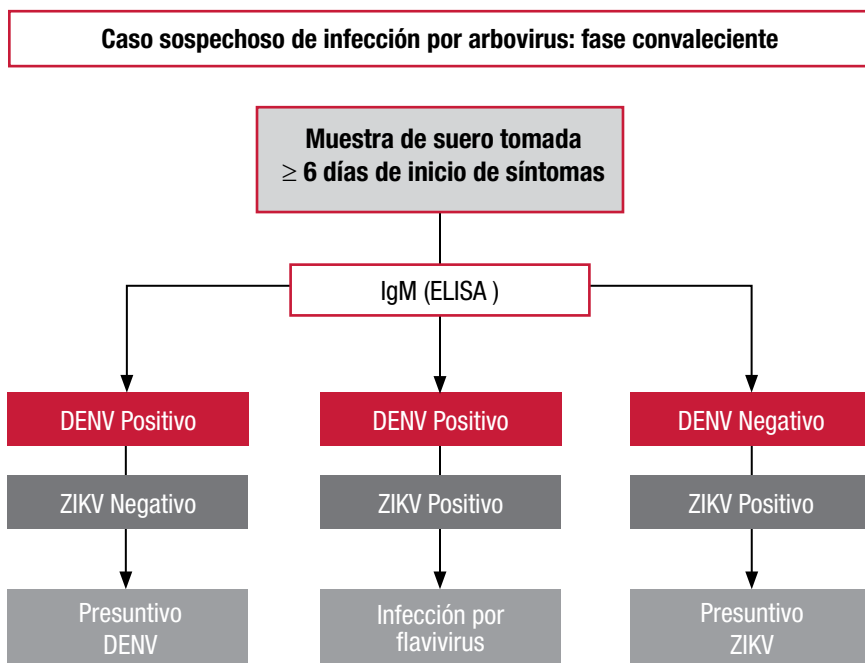 Caso sospechoso de infección por arbovirus: fase convaleciente
Muestra de suero tomada
≥ 6 días de inicio de síntomas
IgM (ELISA )
DENV Positivo
DENV Positivo
DENV Negativo
ZIKV Negativo
ZIKV Positivo
ZIKV Positivo
Presuntivo
DENV
Infección por
flavivirus
Presuntivo
ZIKV